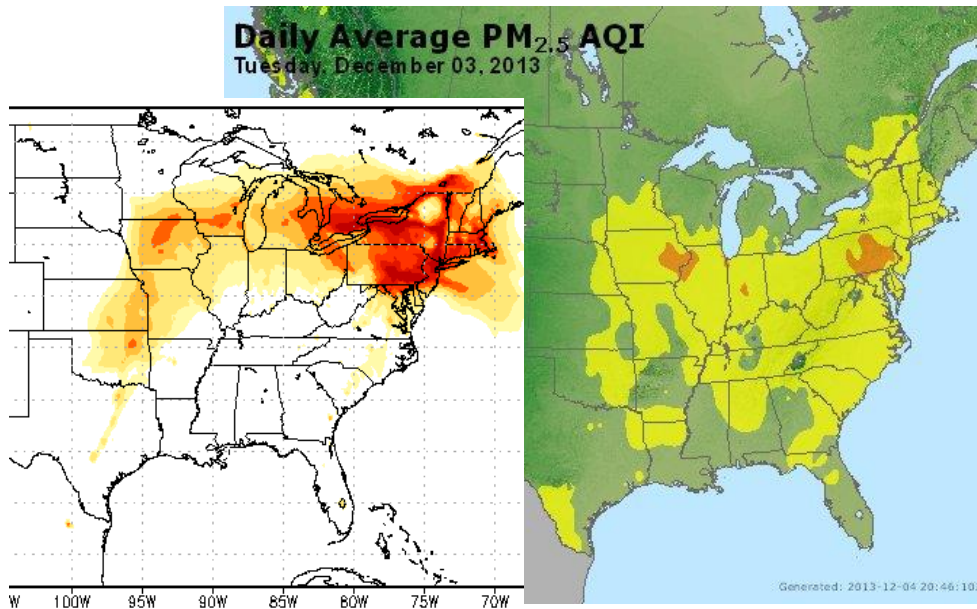 Daily Average PM2.5 AQI
Tuesday, December 03, 2013
100W 95W 90W 85W 80W 75W 70W
Generated: 2013-12-04 20:46:10